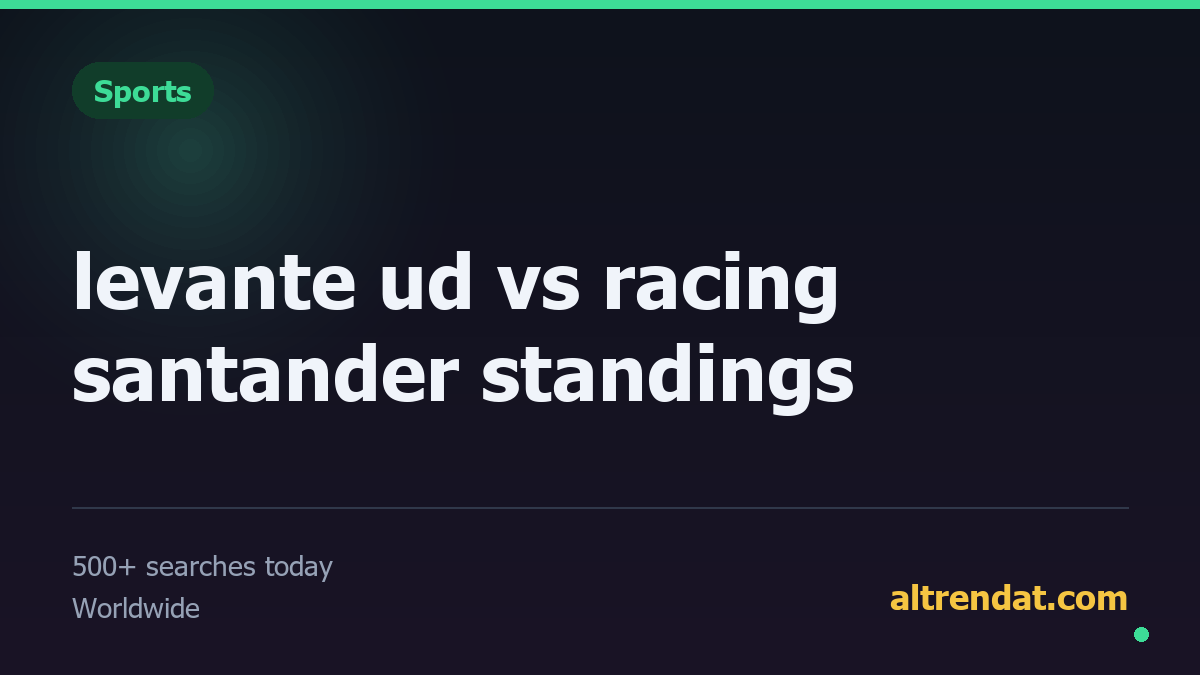 Sports
levante ud vs racing
santander standings
500+ searches today
Worldwide
altrendat.com